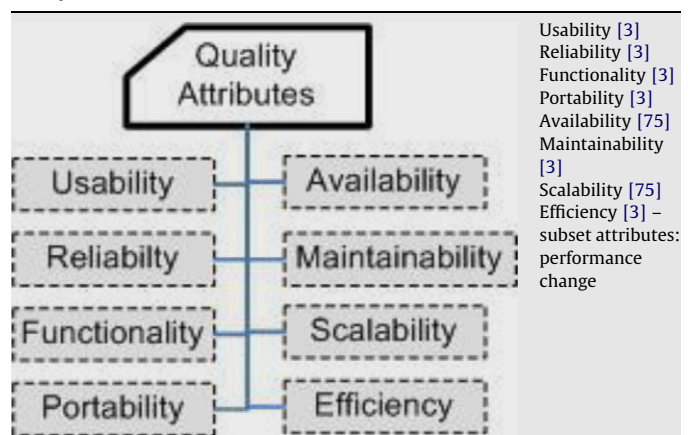 Quality
Attributes
Usability
Availability
Reliabilty
Maintainability
Functionality
Scalability
Portability
Efficiency
Usability [3]
Reliability [3]
Functionality [3]
Portability [3]
Availability [75]
Maintainability
[3]
Scalability [75]
Efficiency [3] –
subset attributes:
performance
change